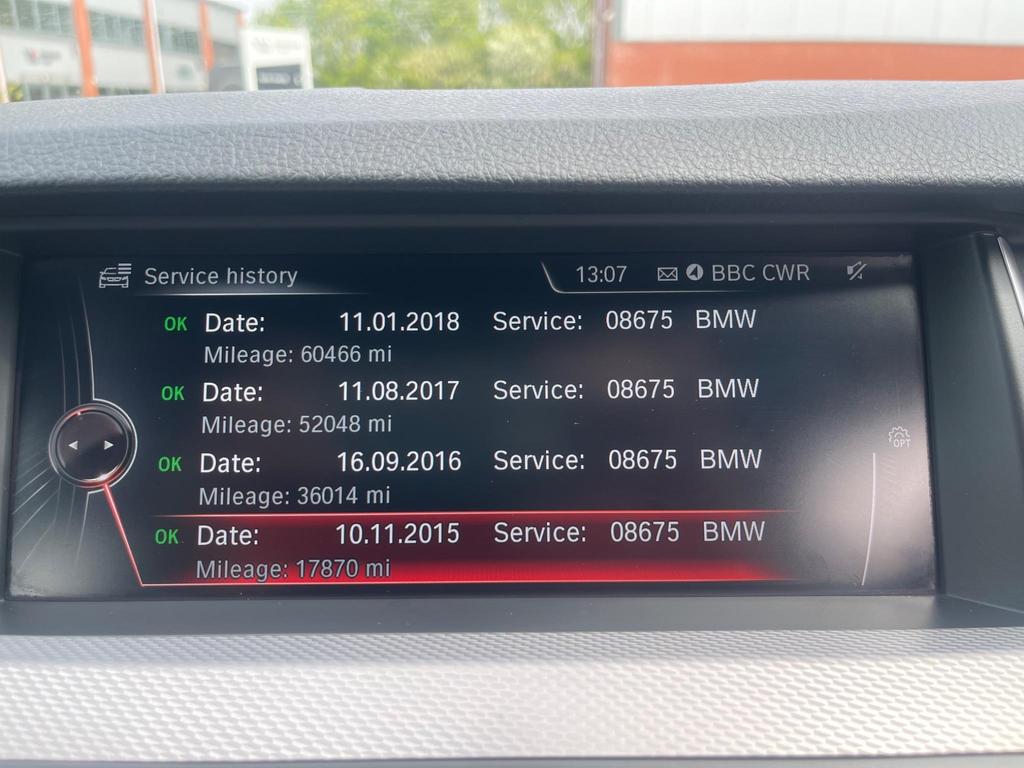 Service history 13:07 BBC CWR
OK Date: 11.01.2018 Service: 08675 BMW
Mileage: 60466 mi
OK Date: 11.08.2017 Service: 08675 BMW
Mileage: 52048 mi
OK Date: 16.09.2016 Service: 08675 BMW
Mileage: 36014 mi
OPT
OK Date: 10.11.2015 Service: 08675 BMW
Mileage: 17870 mi